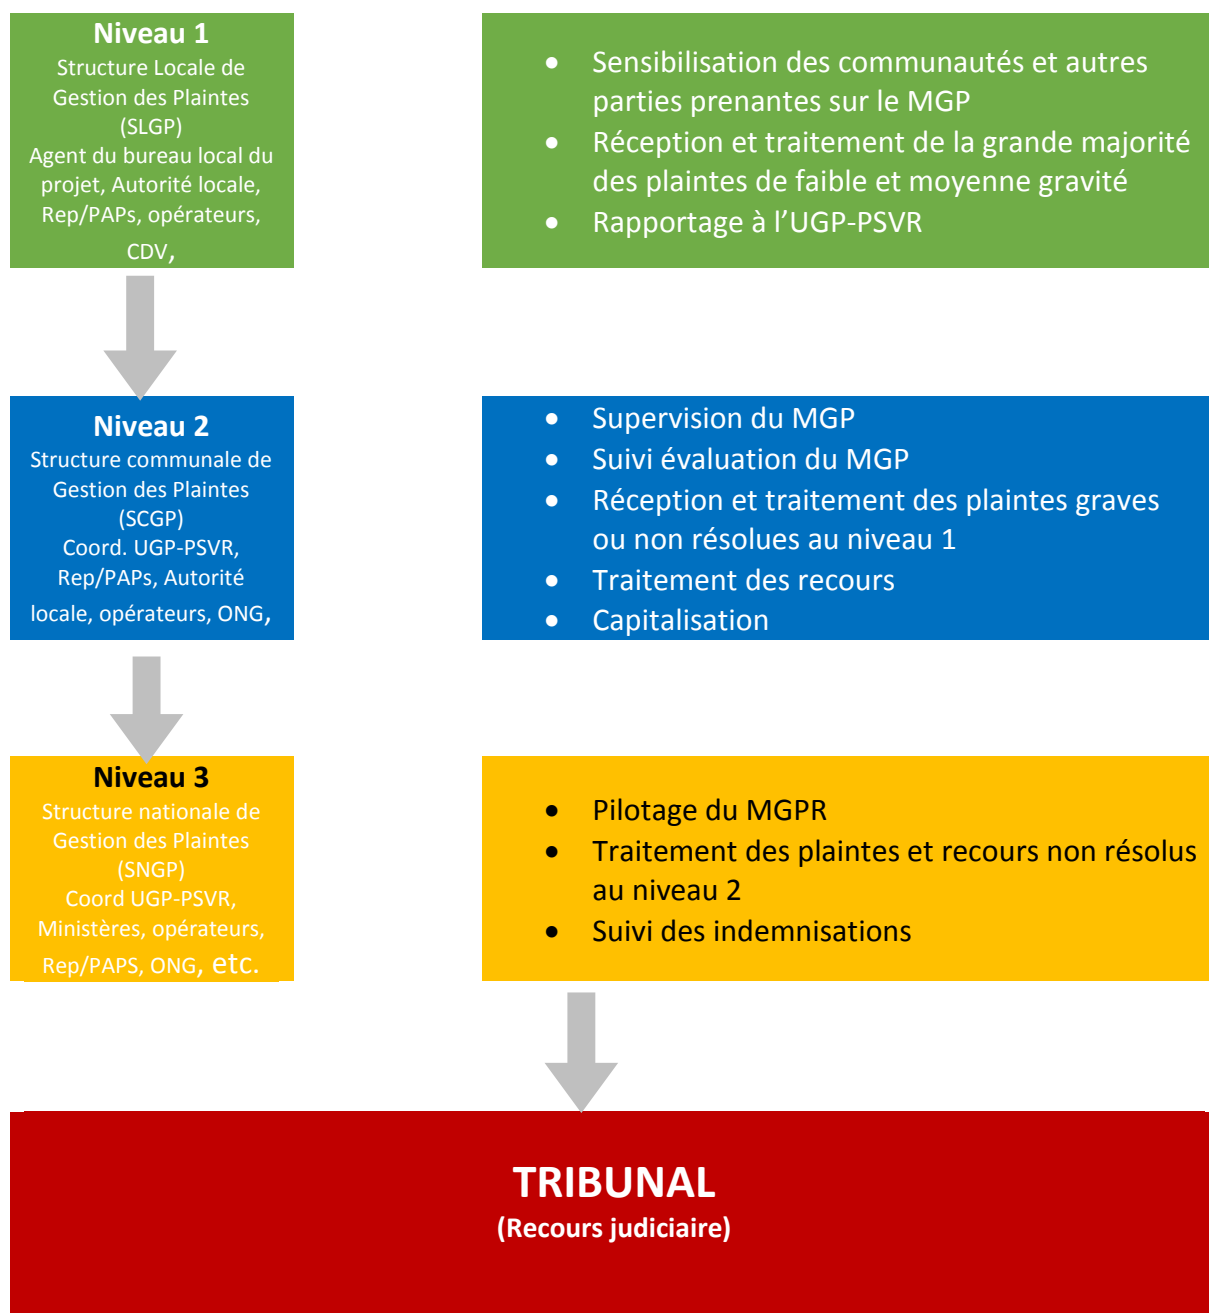 Niveau 1
Structure Locale de
Gestion des Plaintes
(SLGP)
Agent du bureau local du
projet, Autorité locale,
Rep/PAPs, opérateurs,
CDV,
• Sensibilisation des communautés et autres
parties prenantes sur le MGP
• Réception et traitement de la grande majorité
des plaintes de faible et moyenne gravité
• Rapportage à l’UGP-PSVR
Niveau 2
Structure communale de
Gestion des Plaintes
(SCGP)
Coord. UGP-PSVR,
Rep/PAPs, Autorité
locale, opérateurs, ONG,
• Supervision du MGP
• Suivi évaluation du MGP
• Réception et traitement des plaintes graves
ou non résolues au niveau 1
• Traitement des recours
• Capitalisation
Niveau 3
Structure nationale de
Gestion des Plaintes
(SNGP)
Coord UGP-PSVR,
Ministères, opérateurs,
Rep/PAPS, ONG, etc.
• Pilotage du MGPR
• Traitement des plaintes et recours non résolus
au niveau 2
• Suivi des indemnisations
TRIBUNAL
(Recours judiciaire)